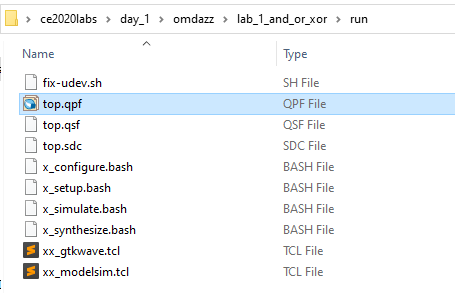 ce2020labs > day_1 > omdazz > lab_1_and_or_xor > run
Name Type
fix-udev.sh SH File
top.qpf QPF File
top.qsf QSF File
top.sdc SDC File
x_configure.bash BASH File
x_setup.bash BASH File
x_simulate.bash BASH File
x_synthesize.bash BASH File
xx_gtkwave.tcl TCL File
xx_modelsim.tcl TCL File